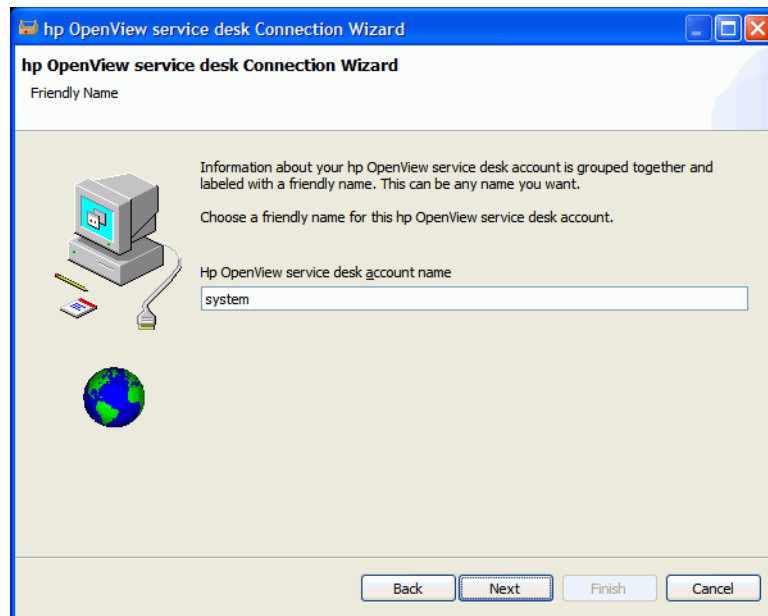 hp OpenView service desk Connection Wizard
hp OpenView service desk Connection Wizard
Friendly Name
Information about your hp OpenView service desk account is grouped together and
labeled with a friendly name. This can be any name you want.
Choose a friendly name for this hp OpenView service desk account.
Hp OpenView service desk account name
system
Back Next Finish Cancel